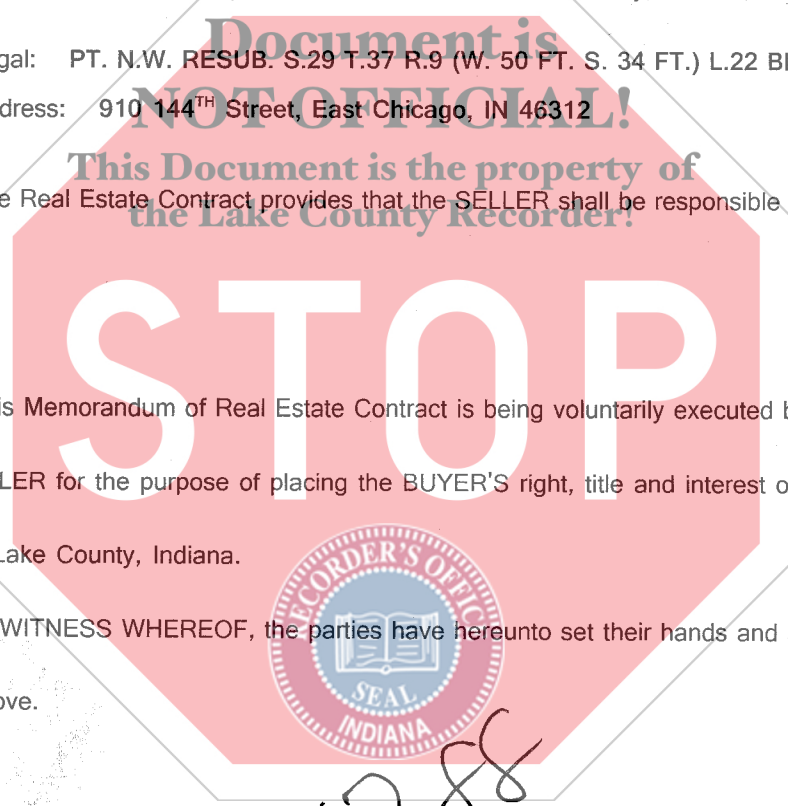 Document is
gal: PT. N.W. RESUB. S.29 T.37 R.9 (W. 50 FT. S. 34 FT.) L.22 Bl
NOT OFFICIAL!
dress: 910 144TH Street, East Chicago, IN 46312
This Document is the property of
e Real Estate Contract provides that the SELLER shall be responsible
the Lake County Recorder!
STOP
is Memorandum of Real Estate Contract is being voluntarily executed b
LER for the purpose of placing the BUYER'S right, title and interest o
Lake County, Indiana.
RECORDER'S OFFIC
WITNESS WHEREOF, the parties have hereunto set their hands and
SEAL
ove.
INDIANA